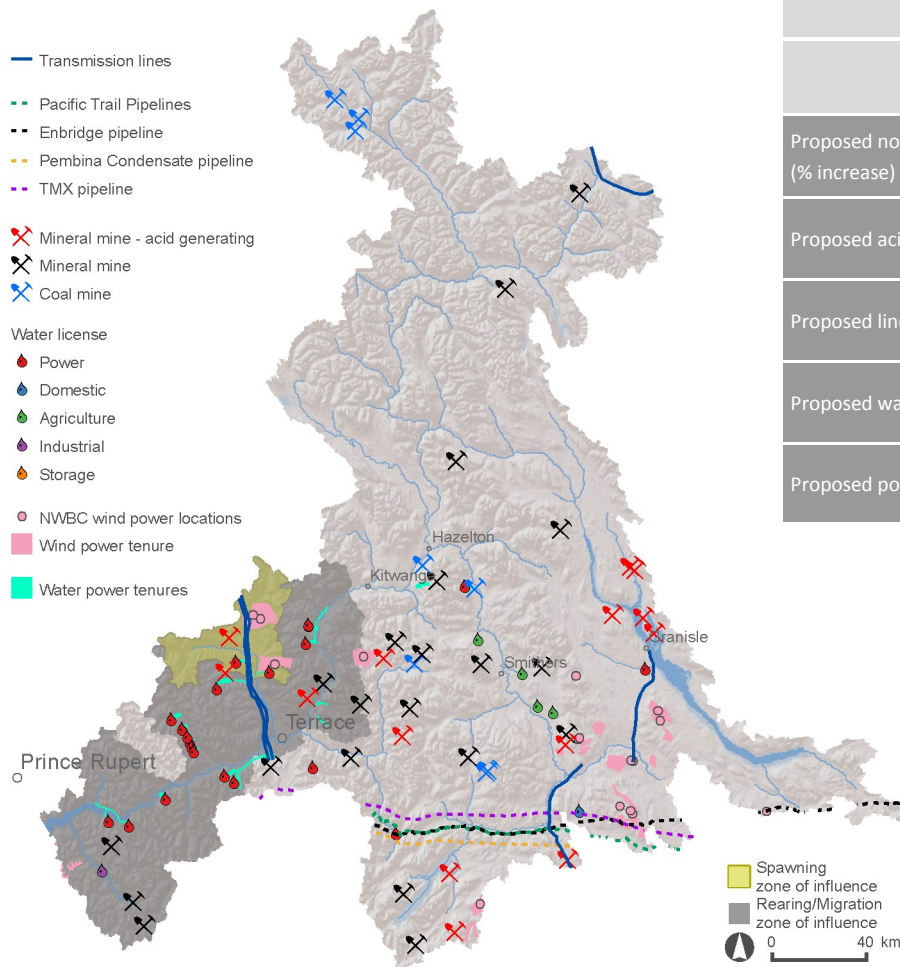 Transmission lines
Pacific Trail Pipelines
Enbridge pipeline
Pembina Condensate pipeline
TMX pipeline
Mineral mine - acid generating
Mineral mine
Coal mine
Water license
Power
Domestic
Agriculture
Industrial
Storage
NWBC wind power locations
Wind power tenure
Water power tenures
Proposed no
(% increase)
Proposed aci
Proposed line
Proposed wa
Proposed po
Hazelton
Kitwanga
Granisle
Smithers
Terrace
Prince Rupert
Spawning
zone of influence
Rearing/Migration
zone of influence
0 40 km